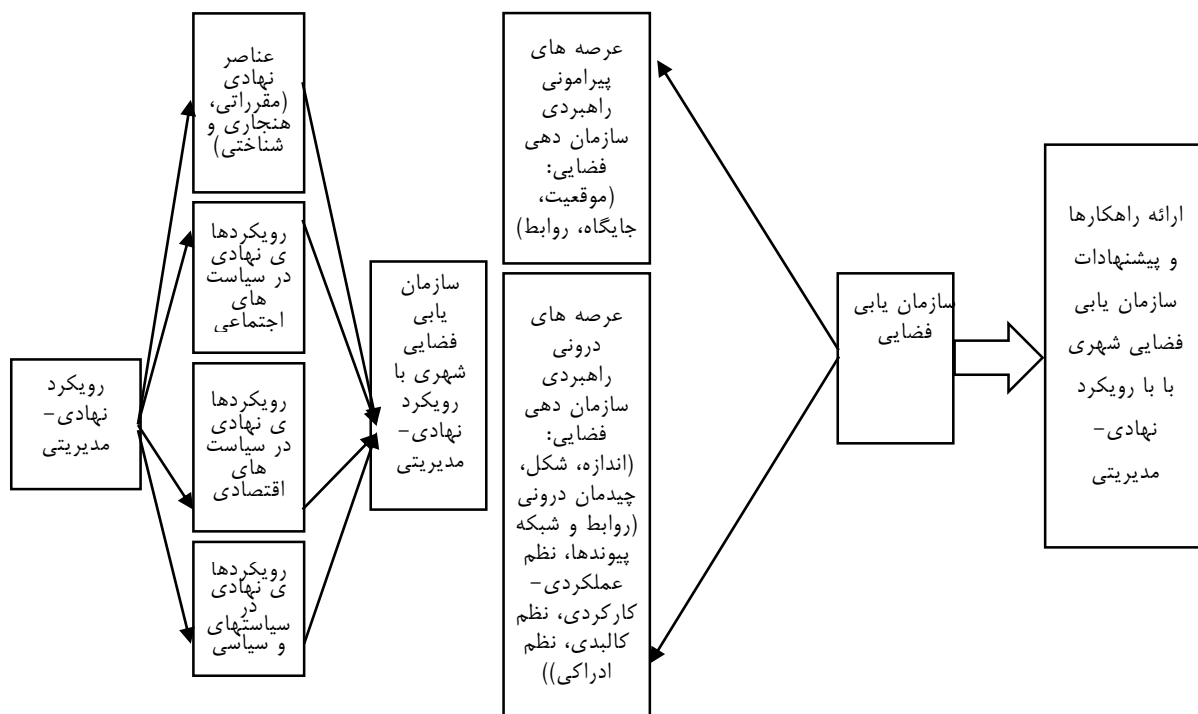 ارائه راهکارها
و پیشنهادات
سازمان یابی
فضایی شهری
با با رویکرد
نهادی-
مدیریتی
سازمان یابی
فضایی
عرصه های
پیرامونی
راهبردی
سازمان دهی
فضایی:
(موقعیت،
جایگاه، روابط)
عرصه های
درونی
راهبردی
سازمان دهی
فضایی:
(اندازه، شکل،
چیدمان درونی
(روابط و شبکه
پیوندها، نظم
عملکردی-
کارکردی، نظم
کالبدی، نظم
ادراکی))
سازمان
یابی
فضایی
شهری با
رویکرد
نهادی-
مدیریتی
عناصر
نهادی
(مقرراتی،
هنجاری و
شناختی)
رویکردها
ی نهادی
در سیاست
های
اجتماعی
رویکردها
ی نهادی
در سیاست
های
اقتصادی
رویکردها
ی نهادی
در
سیاستهای
و سیاسی
رویکرد
نهادی-
مدیریتی